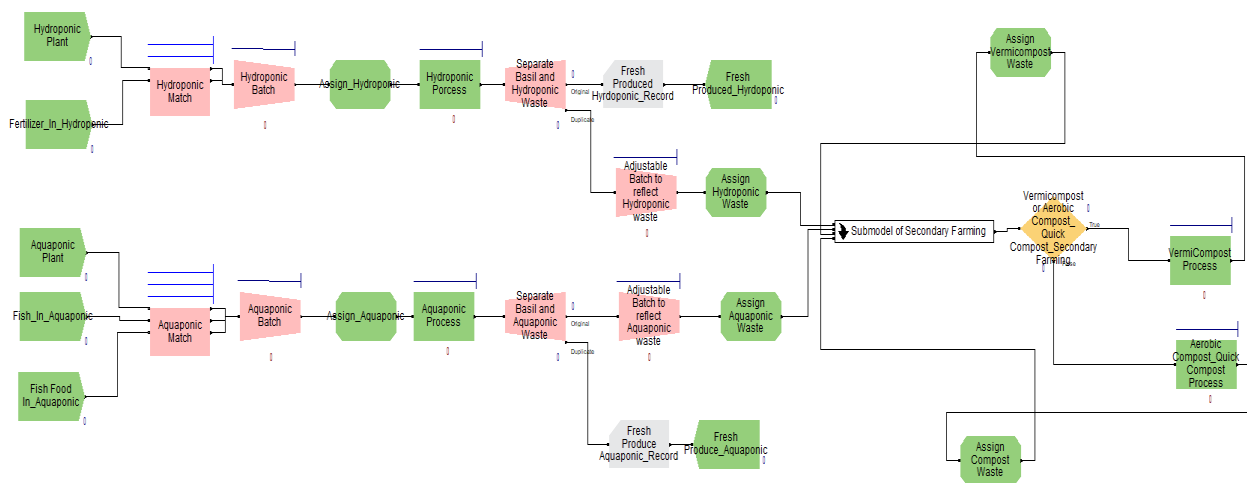 Hydroponic
Plant
Fertilizer_In_Hydroponic
Hydroponic
Match
Hydroponic
Batch
Assign_Hydroponic
Hydroponic
Porcess
Separate
Basil and
Hydroponic
Waste
Original
Duplicate
Fresh
Produced
Hyrdoponic_Record
Fresh
Produced_Hyrdoponic
Adjustable
Batch to
reflect
Hydroponic
waste
Assign
Hydroponic
Waste
Aquaponic
Plant
Fish_In_Aquaponic
Fish Food
In_Aquaponic
Aquaponic
Match
Aquaponic
Batch
Assign_Aquaponic
Aquaponic
Process
Separate
Basil and
Aquaponic
Waste
Original
Duplicate
Adjustable
Batch to
reflect
Aquaponic
waste
Assign
Aquaponic
Waste
Fresh
Produce
Aquaponic_Record
Fresh
Produce_Aquaponic
Submodel of Secondary Farming
Assign
Vermicompost
Waste
Vermicompost
or Aerobic
Compost_
Quick
Compost_Secondary
Farming
True
VermiCompost
Process
Aerobic
Compost_Quick
Compost
Process
Assign
Compost
Waste